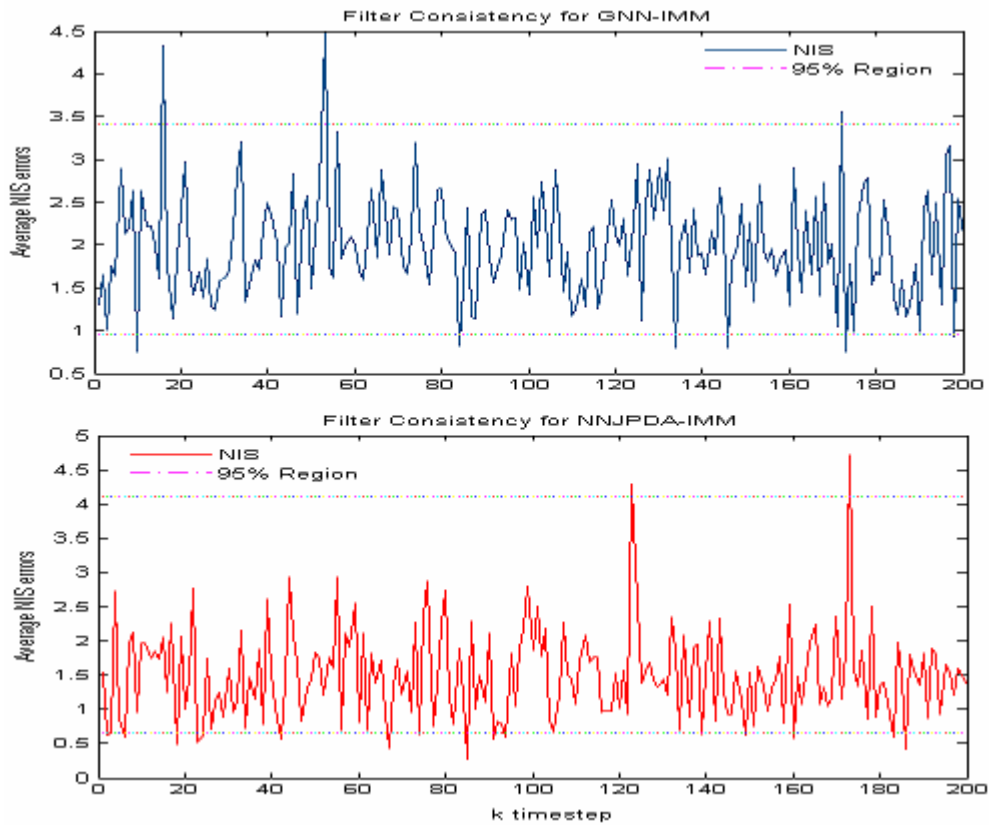 Filter Consistency for GNN-IMM
4.5
4
3.5
3
2.5
2
1.5
1
0.5
Average NIS errors
NIS
95% Region
0 20 40 60 80 100 120 140 160 180 200
Filter Consistency for NNJPDA-IMM
5
4.5
4
3.5
3
2.5
2
1.5
1
0.5
0
Average NIS errors
NIS
95% Region
0 20 40 60 80 100 120 140 160 180 200
k timestep